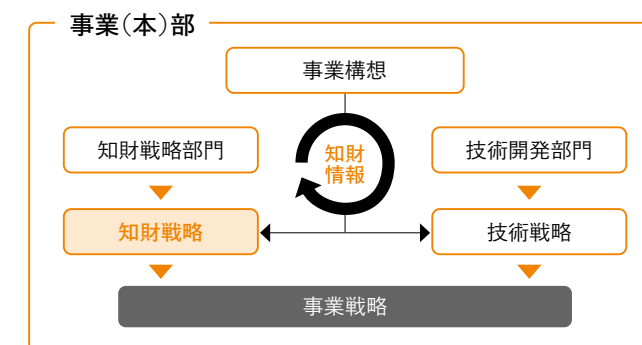 事業（本）部
事業構想
知財戦略部門
知財
情報
技術開発部門
知財戦略
技術戦略
事業戦略